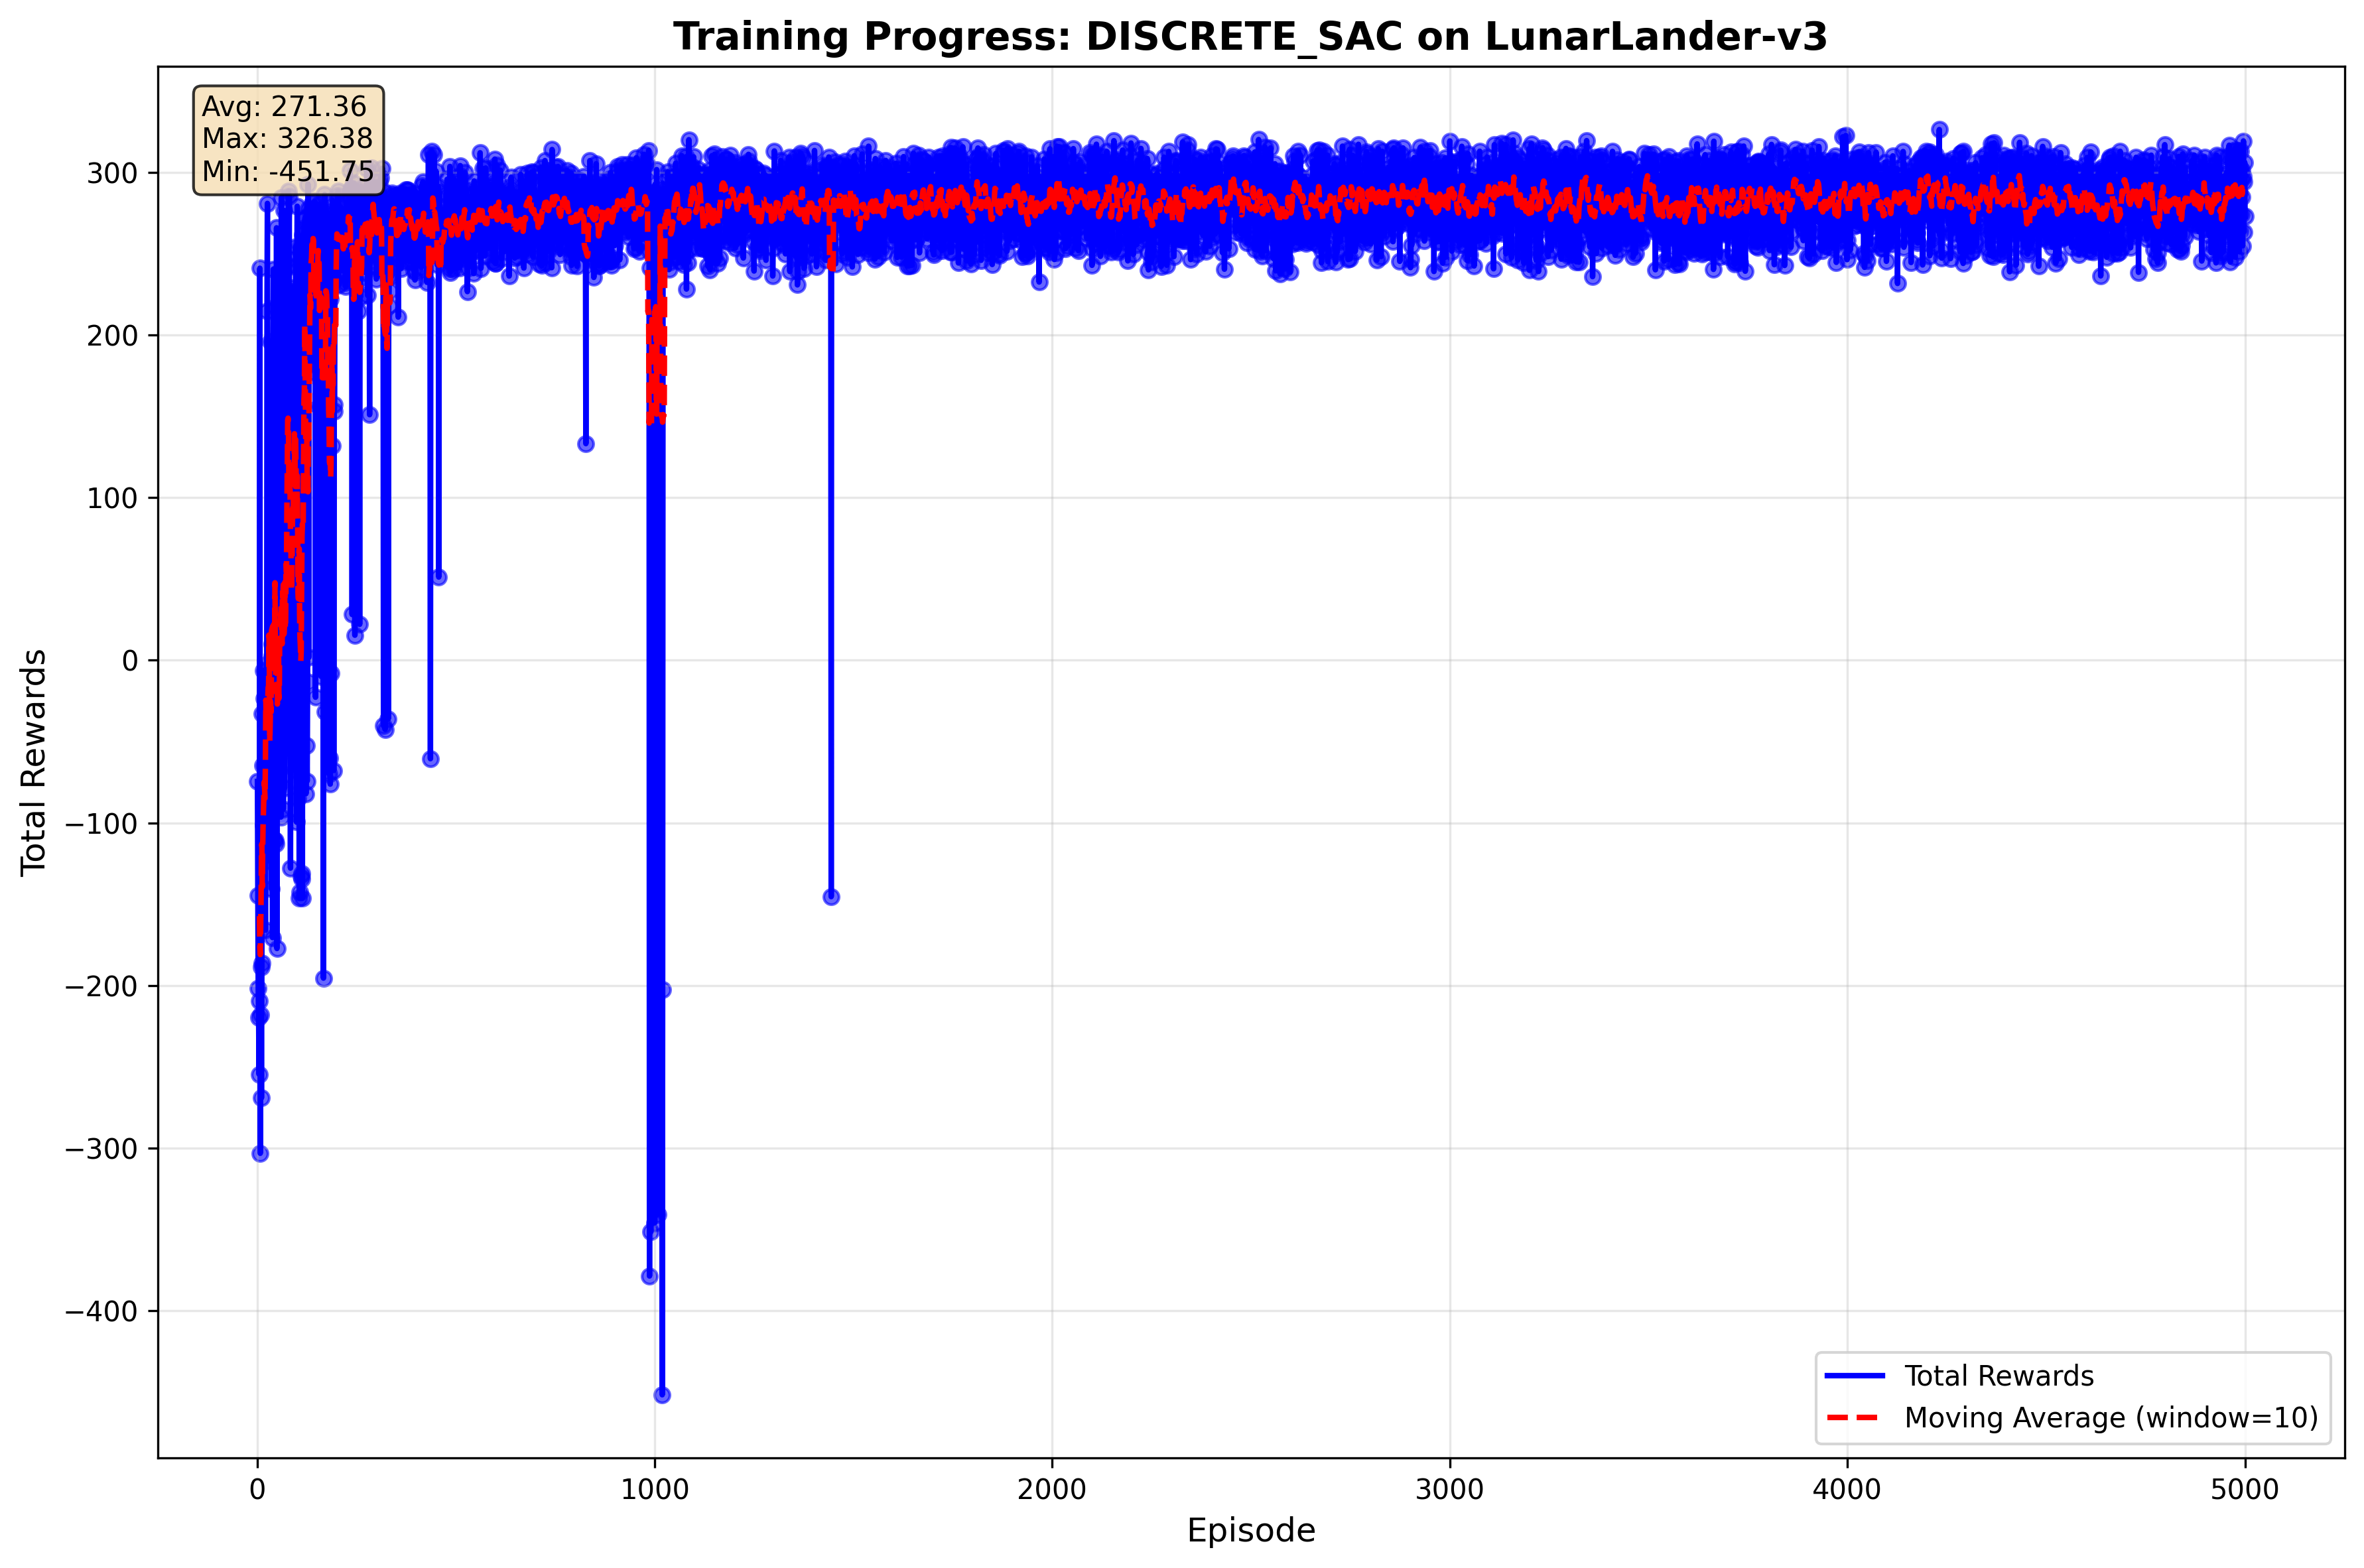 Training Progress: DISCRETE_SAC on LunarLander-v3
Avg: 271.36
Max: 326.38
Min: -451.75
300
200
100
0
−100
−200
−300
−400
Total Rewards
0 1000 2000 3000 4000 5000
Episode
Total Rewards
Moving Average (window=10)